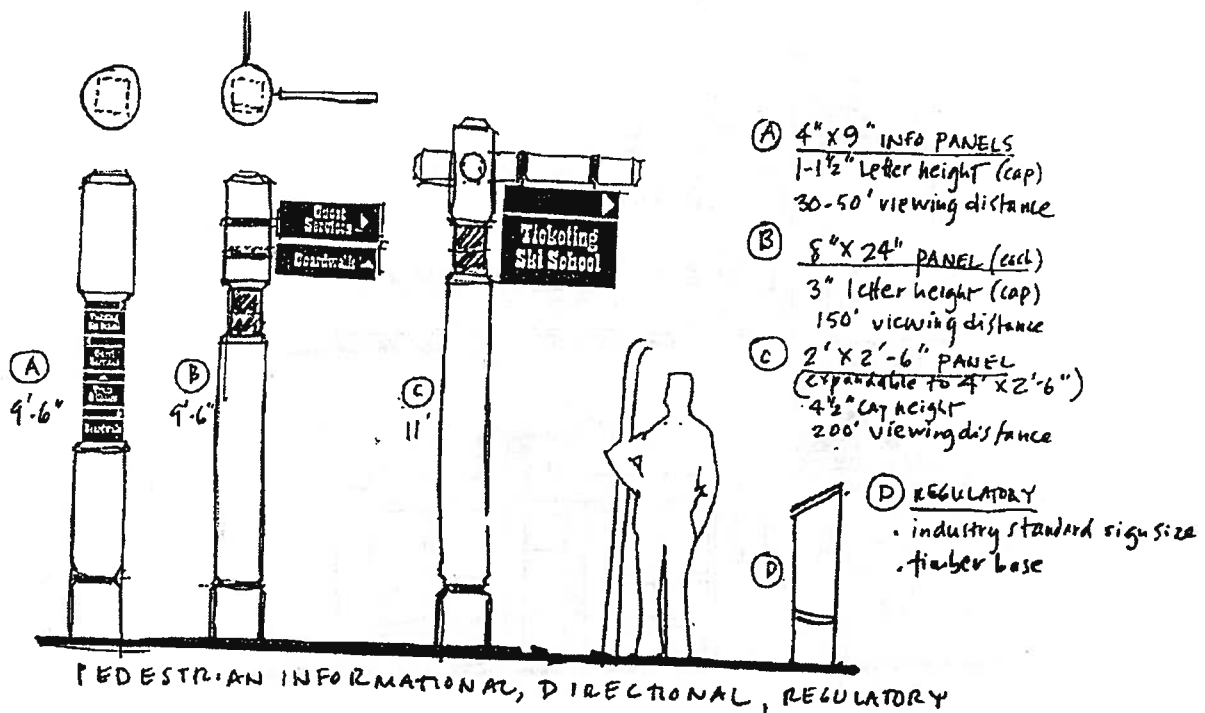 Guest
Services
Boardwalk
Ticketing
Ski School
A
9'-6"
B
9'-6"
C
11'
D
A 4" X 9" INFO PANELS
1-1½" letter height (cap)
30-50' viewing distance
B 8" X 24" PANEL (each)
3" letter height (cap)
150' viewing distance
C 2' X 2'-6" PANEL
(expandable to 4' X 2'-6")
4½" cap height
200' viewing distance
D REGULATORY
. industry standard sign size
. timber base
PEDESTRIAN INFORMATIONAL, DIRECTIONAL, REGULATORY